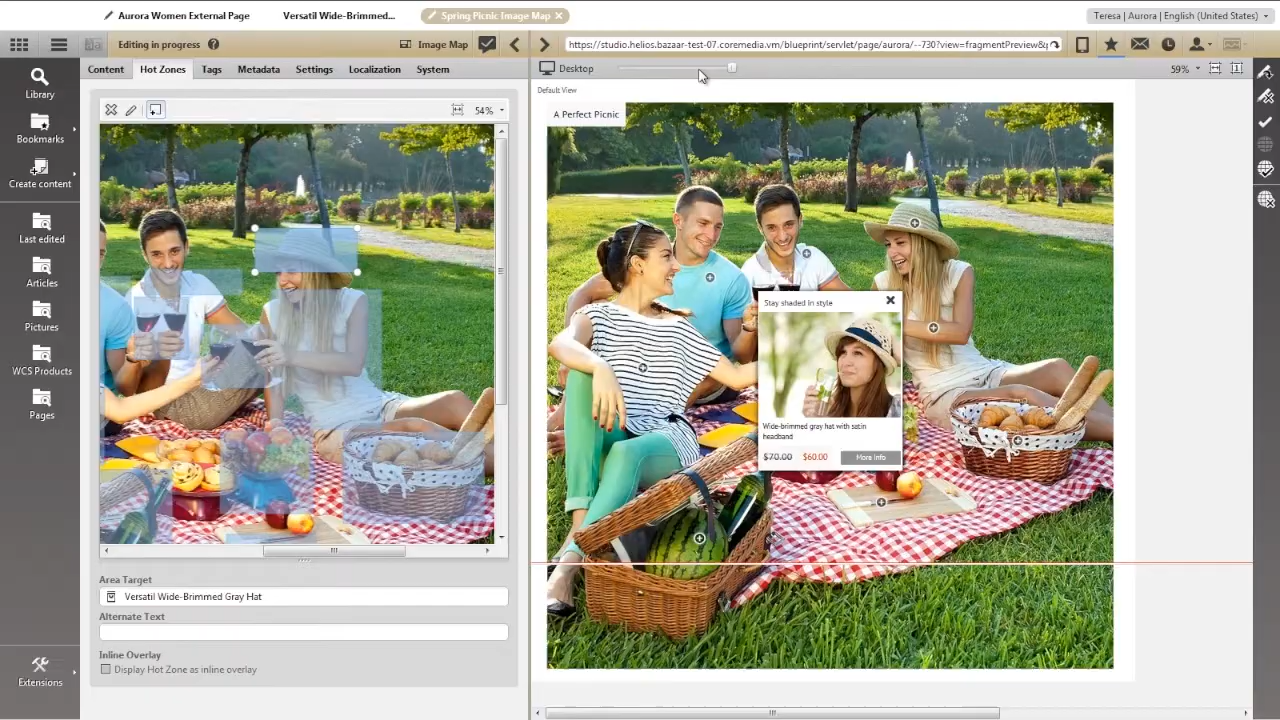 Aurora Women External Page
Versatil Wide-Brimmed...
Spring Picnic Image Map
Teresa | Aurora | English (United States)
Editing in progress
Image Map
https://studio.helios.bazaar-test-07.coremedia.vm/blueprint/servlet/page/aurora/--730?view=fragmentPreview&p
Content
Hot Zones
Tags
Metadata
Settings
Localization
System
Desktop
59%
Library
Bookmarks
Create content
Last edited
Articles
Pictures
WCS Products
Pages
Extensions
54%
Area Target
Versatil Wide-Brimmed Gray Hat
Alternate Text
Inline Overlay
Display Hot Zone as inline overlay
Default View
A Perfect Picnic
Stay shaded in style
Wide-brimmed gray hat with satin
headband
$70.00 $60.00 More Info